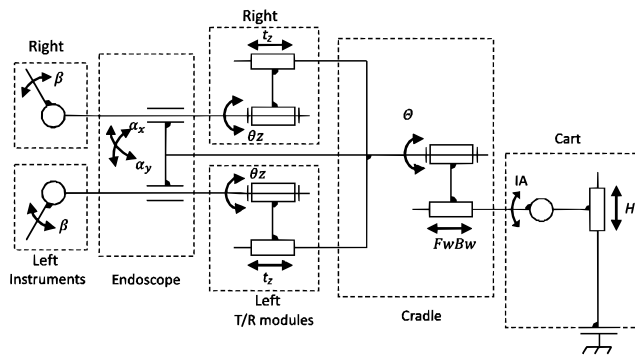 Right
Right
t_z
β
θz
α_x
α_y
Θ
Cart
IA
H
θz
β
FwBw
t_z
Left
Instruments
Endoscope
Left
T/R modules
Cradle